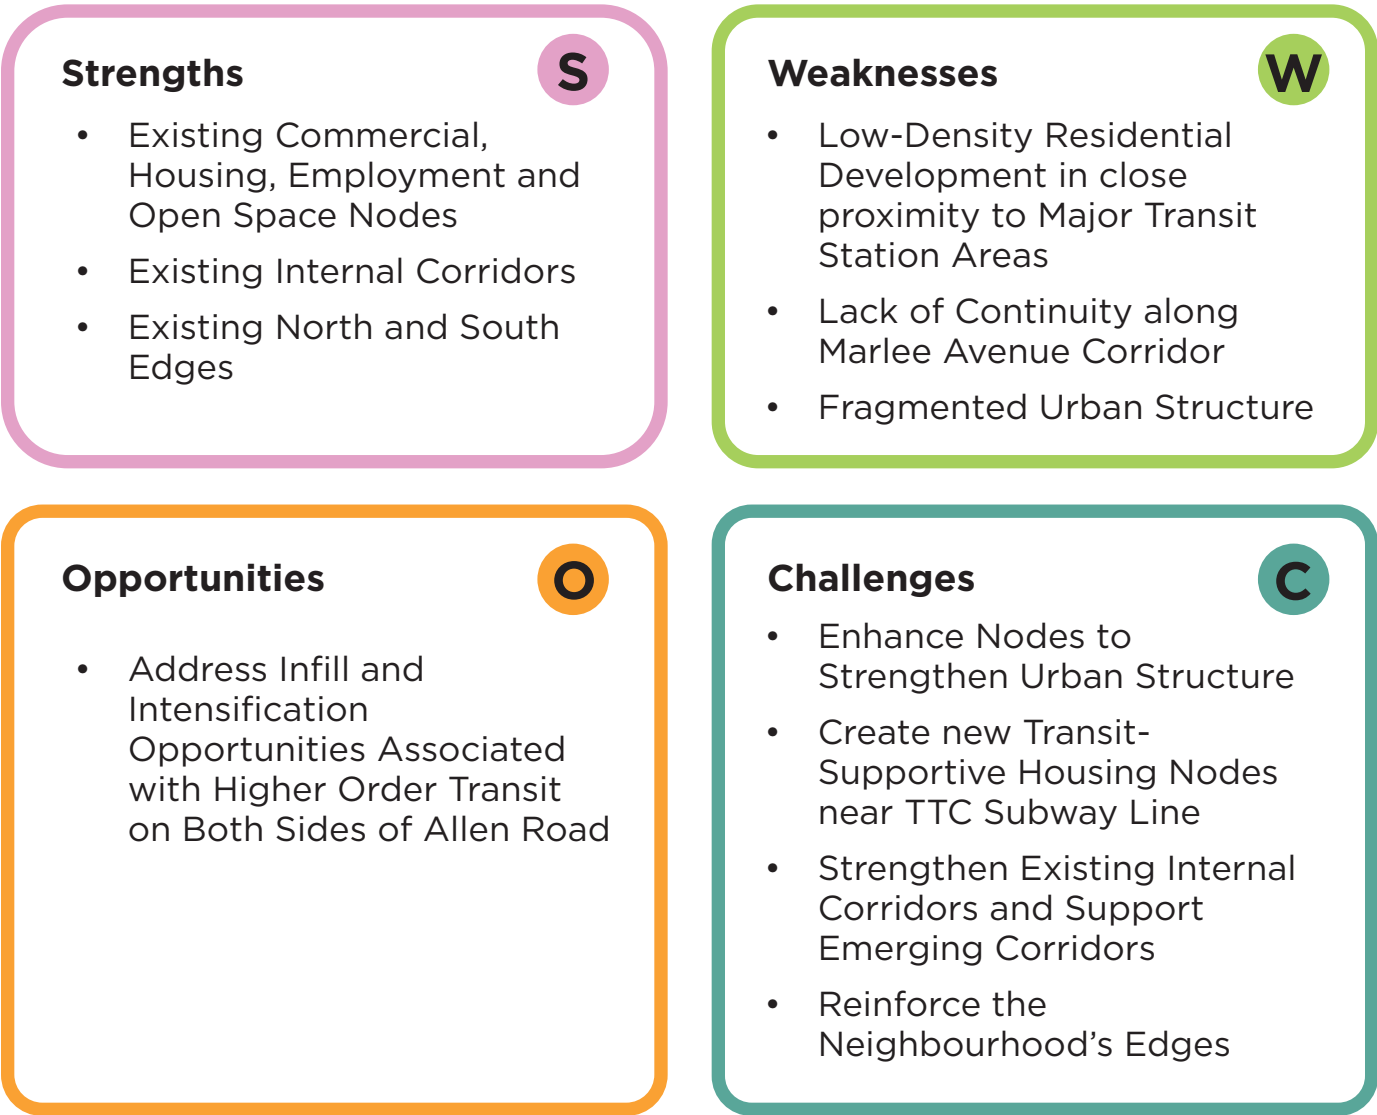 Strengths
S
• Existing Commercial,
Housing, Employment and
Open Space Nodes
• Existing Internal Corridors
• Existing North and South
Edges
Weaknesses
W
• Low-Density Residential
Development in close
proximity to Major Transit
Station Areas
• Lack of Continuity along
Marlee Avenue Corridor
• Fragmented Urban Structure
Opportunities
O
• Address Infill and
Intensification
Opportunities Associated
with Higher Order Transit
on Both Sides of Allen Road
Challenges
C
• Enhance Nodes to
Strengthen Urban Structure
• Create new Transit-
Supportive Housing Nodes
near TTC Subway Line
• Strengthen Existing Internal
Corridors and Support
Emerging Corridors
• Reinforce the
Neighbourhood’s Edges